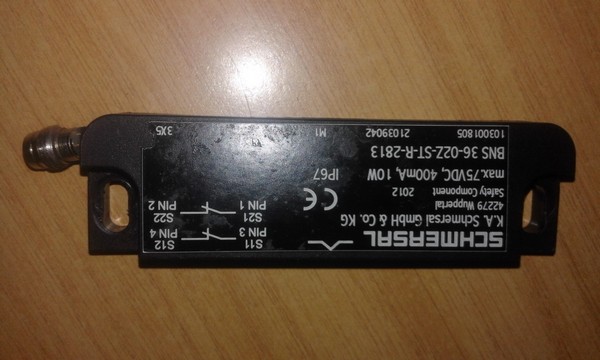 SCHMERSAL
K.A. Schmersal GmbH & Co. KG
42279 Wuppertal
Safety Component 2012
max.75VDC, 400mA, 10W
BNS 36-02Z-ST-R-2813
103001805 21039042 M1 3X5
CE
IP67
S11 S12
PIN 3 PIN 4
S21 S22
PIN 1 PIN 2